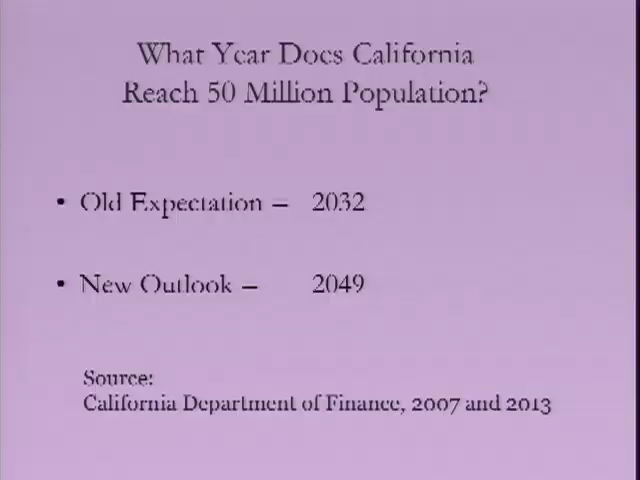 What Year Does California
Reach 50 Million Population?
• Old Expectation – 2032
• New Outlook – 2049
Source:
California Department of Finance, 2007 and 2013